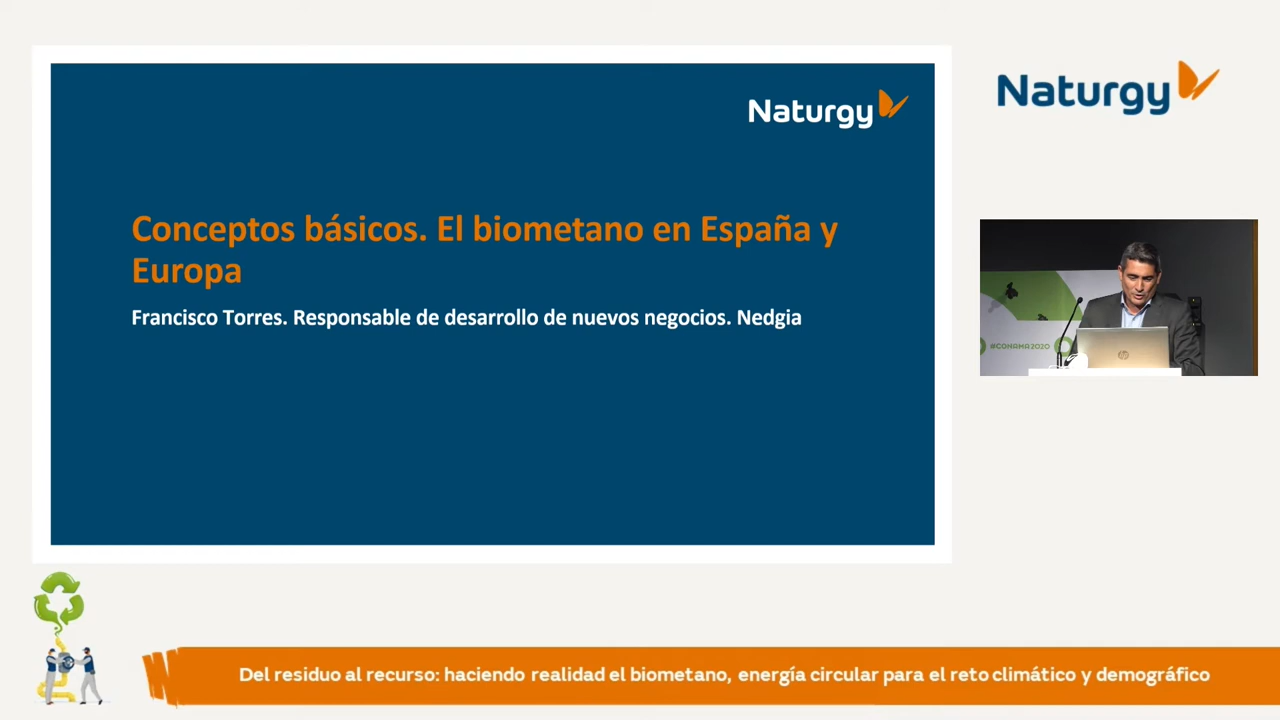 Naturgy
Conceptos básicos. El biometano en España y
Europa
Francisco Torres. Responsable de desarrollo de nuevos negocios. Nedgia
Naturgy
#CONAMA2020
hp
Del residuo al recurso: haciendo realidad el biometano, energía circular para el reto climático y demográfico